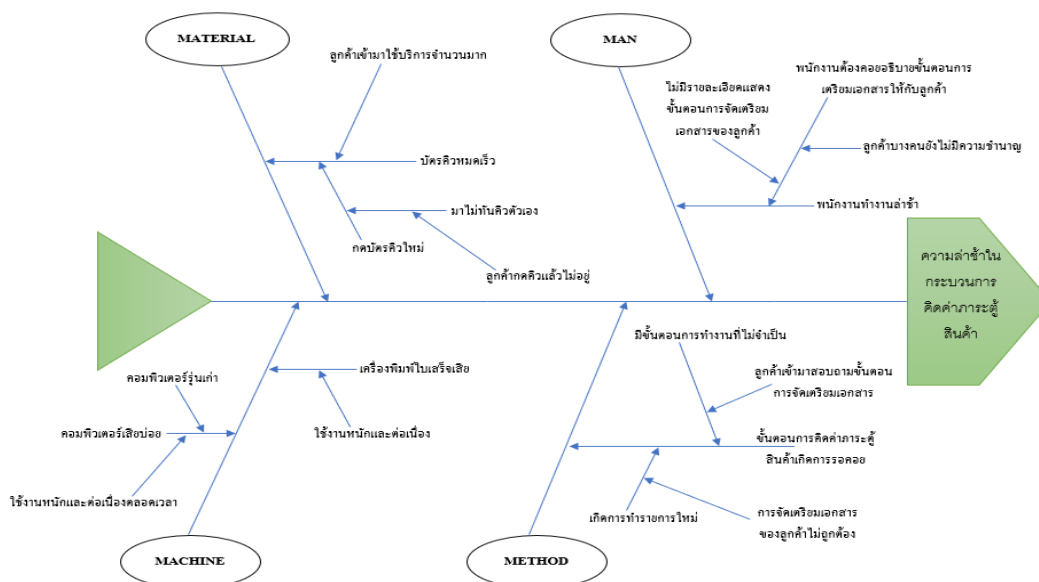 MATERIAL
ลูกค้าเข้ามาใช้บริการจำนวนมาก
บัตรคิวหมดเร็ว
มาไม่ทันคิวตัวเอง
กดบัตรคิวใหม่
ลูกค้ากดคิวแล้วไม่อยู่
MAN
ไม่มีรายละเอียดแสดง
ขั้นตอนการจัดเตรียม
เอกสารของลูกค้า
พนักงานต้องคอยอธิบายขั้นตอนการ
เตรียมเอกสารให้กับลูกค้า
ลูกค้าบางคนยังไม่มีความชำนาญ
พนักงานทำงานล่าช้า
ความล่าช้าใน
กระบวนการ
คิดค่าภาระตู้
สินค้า
เครื่องพิมพ์ใบเสร็จเสีย
คอมพิวเตอร์รุ่นเก่า
คอมพิวเตอร์เสียบ่อย
ใช้งานหนักและต่อเนื่อง
ใช้งานหนักและต่อเนื่องตลอดเวลา
MACHINE
มีขั้นตอนการทำงานที่ไม่จำเป็น
ลูกค้าเข้ามาสอบถามขั้นตอน
การจัดเตรียมเอกสาร
ขั้นตอนการคิดค่าภาระตู้
สินค้าเกิดการรอคอย
เกิดการทำรายการใหม่
การจัดเตรียมเอกสาร
ของลูกค้าไม่ถูกต้อง
METHOD